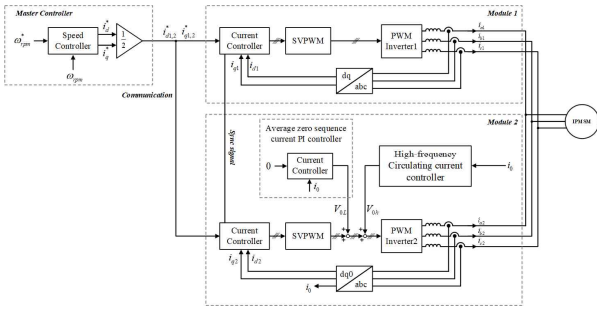 Master Controller
ω*rpm
Speed
Controller
i*d
i*q
1
2
ωrpm
i*d1,2 i*q1,2
Communication
Sync signal
Module 1
Current
Controller
SVPWM
PWM
Inverter1
ia1
ib1
ic1
iq1 id1
dq
abc
IPMSM
Module 2
Average zero sequence
current PI controller
0
Current
Controller
i0
High-frequency
Circulating current
controller
i0
V0L
V0h
+
+
+
+
Current
Controller
SVPWM
PWM
Inverter2
ia2
ib2
ic2
iq2 id2
dq0
abc
i0